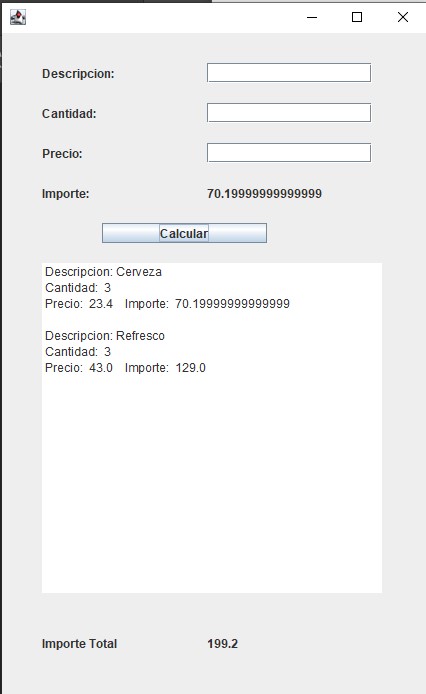 Descripcion:
Cantidad:
Precio:
Importe: 70.19999999999999
Calcular
Descripcion: Cerveza
Cantidad: 3
Precio: 23.4 Importe: 70.19999999999999
Descripcion: Refresco
Cantidad: 3
Precio: 43.0 Importe: 129.0
Importe Total 199.2